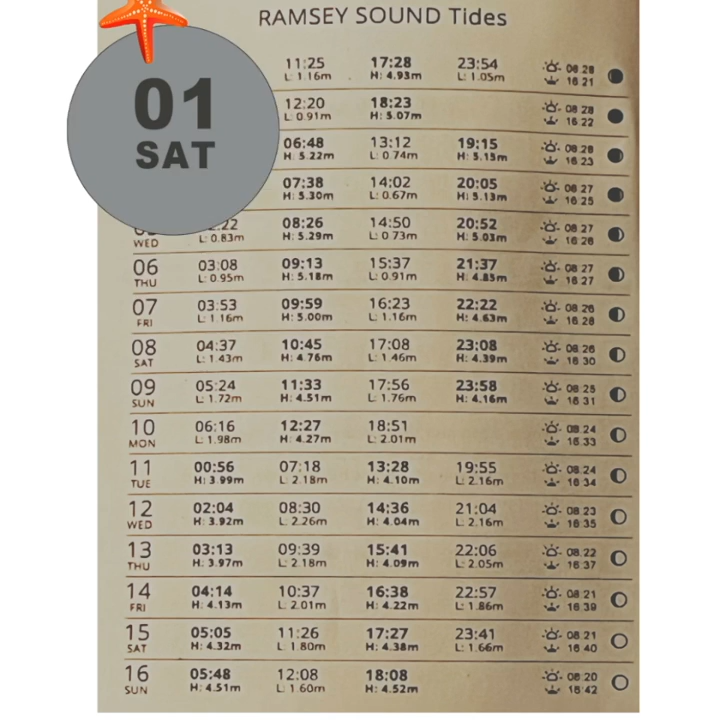 RAMSEY SOUND Tides
01
SAT
11:25 17:28 23:54 08 28
L: 1.16m H: 4.93m L: 1.05m 16 21
12:20 18:23 08 28
L: 0.91m H: 5.07m 16 22
06:48 13:12 19:15 08 28
H: 5.22m L: 0.74m H: 5.15m 16 23
07:38 14:02 20:05 08 27
H: 5.30m L: 0.67m H: 5.13m 16 25
08:26 14:50 20:52 08 27
WED L: 0.83m H: 5.29m L: 0.73m H: 5.03m 16 26
06 03:08 09:13 15:37 21:37 08 27
THU L: 0.95m H: 5.18m L: 0.91m H: 4.85m 16 27
07 03:53 09:59 16:23 22:22 08 26
FRI L: 1.16m H: 5.00m L: 1.16m H: 4.63m 16 28
08 04:37 10:45 17:08 23:08 08 26
SAT L: 1.43m H: 4.76m L: 1.46m H: 4.39m 16 30
09 05:24 11:33 17:56 23:58 08 25
SUN L: 1.72m H: 4.51m L: 1.76m H: 4.16m 16 31
10 06:16 12:27 18:51 08 24
MON L: 1.98m H: 4.27m L: 2.01m 16 33
11 00:56 07:18 13:28 19:55 08 24
TUE H: 3.99m L: 2.18m H: 4.10m L: 2.16m 16 34
12 02:04 08:30 14:36 21:04 08 23
WED H: 3.92m L: 2.26m H: 4.04m L: 2.16m 16 35
13 03:13 09:39 15:41 22:06 08 22
THU H: 3.97m L: 2.18m H: 4.09m L: 2.05m 16 37
14 04:14 10:37 16:38 22:57 08 21
FRI H: 4.13m L: 2.01m H: 4.22m L: 1.86m 16 39
15 05:05 11:26 17:27 23:41 08 21
SAT H: 4.32m L: 1.80m H: 4.38m L: 1.66m 16 40
16 05:48 12:08 18:08 08 20
SUN H: 4.51m L: 1.60m H: 4.52m 16 42